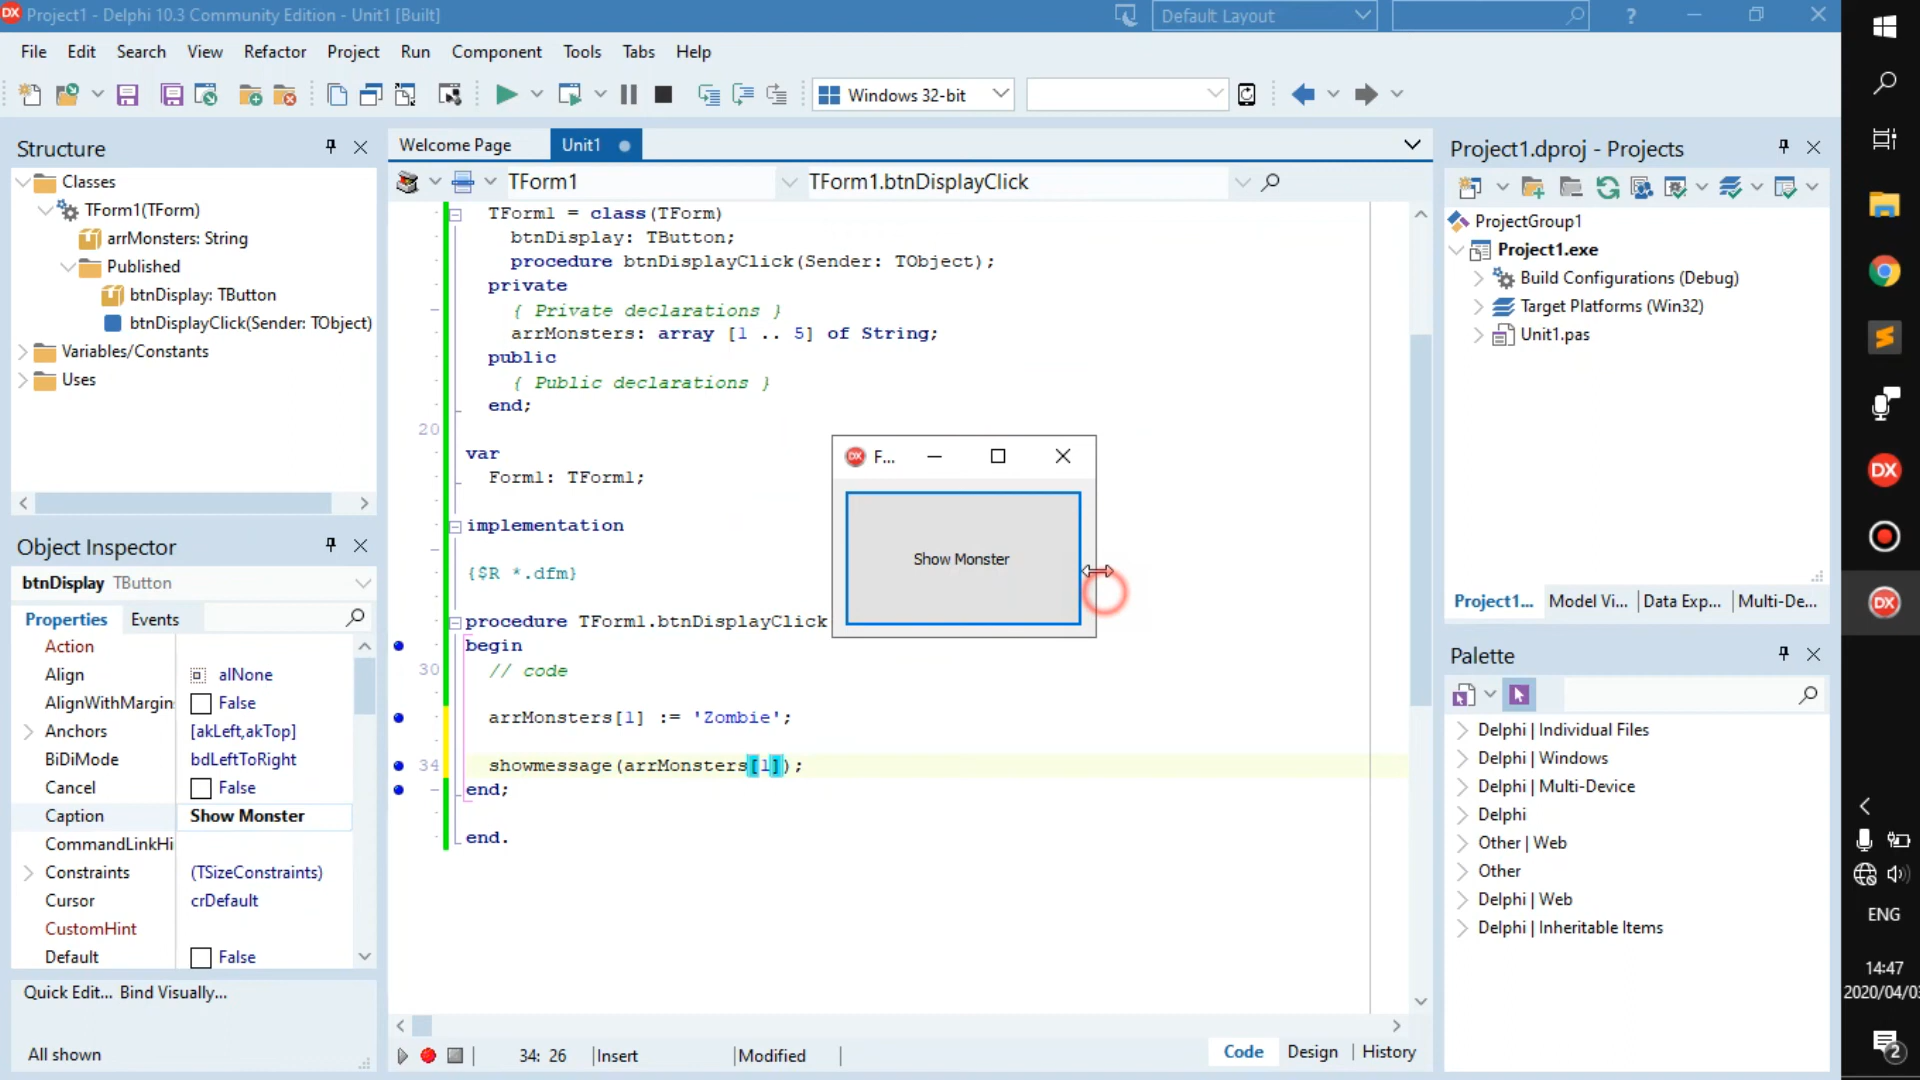 DX Project1 - Delphi 10.3 Community Edition - Unit1 [Built]
Default Layout
?
File Edit Search View Refactor Project Run Component Tools Tabs Help
Windows 32-bit
Structure
Classes
TForm1(TForm)
arrMonsters: String
Published
btnDisplay: TButton
btnDisplayClick(Sender: TObject)
Variables/Constants
Uses
Object Inspector
btnDisplay TButton
Properties Events
Action
Align alNone
AlignWithMargin False
Anchors [akLeft,akTop]
BiDiMode bdLeftToRight
Cancel False
Caption Show Monster
CommandLinkHi
Constraints (TSizeConstraints)
Cursor crDefault
CustomHint
Default False
Quick Edit... Bind Visually...
All shown
Welcome Page Unit1
TForm1 TForm1.btnDisplayClick
TForm1 = class(TForm)
btnDisplay: TButton;
procedure btnDisplayClick(Sender: TObject);
private
{ Private declarations }
arrMonsters: array [1 .. 5] of String;
public
{ Public declarations }
end;
20
var
Form1: TForm1;
implementation
{$R *.dfm}
procedure TForm1.btnDisplayClick
begin
30 // code
arrMonsters[1] := 'Zombie';
34 showmessage(arrMonsters[1]);
end;
end.
DX F...
Show Monster
34: 26 Insert Modified Code Design History
Project1.dproj - Projects
ProjectGroup1
Project1.exe
Build Configurations (Debug)
Target Platforms (Win32)
Unit1.pas
Project1... Model Vi... Data Exp... Multi-De...
Palette
Delphi | Individual Files
Delphi | Windows
Delphi | Multi-Device
Delphi
Other | Web
Other
Delphi | Web
Delphi | Inheritable Items
DX
DX
ENG
14:47
2020/04/03
2